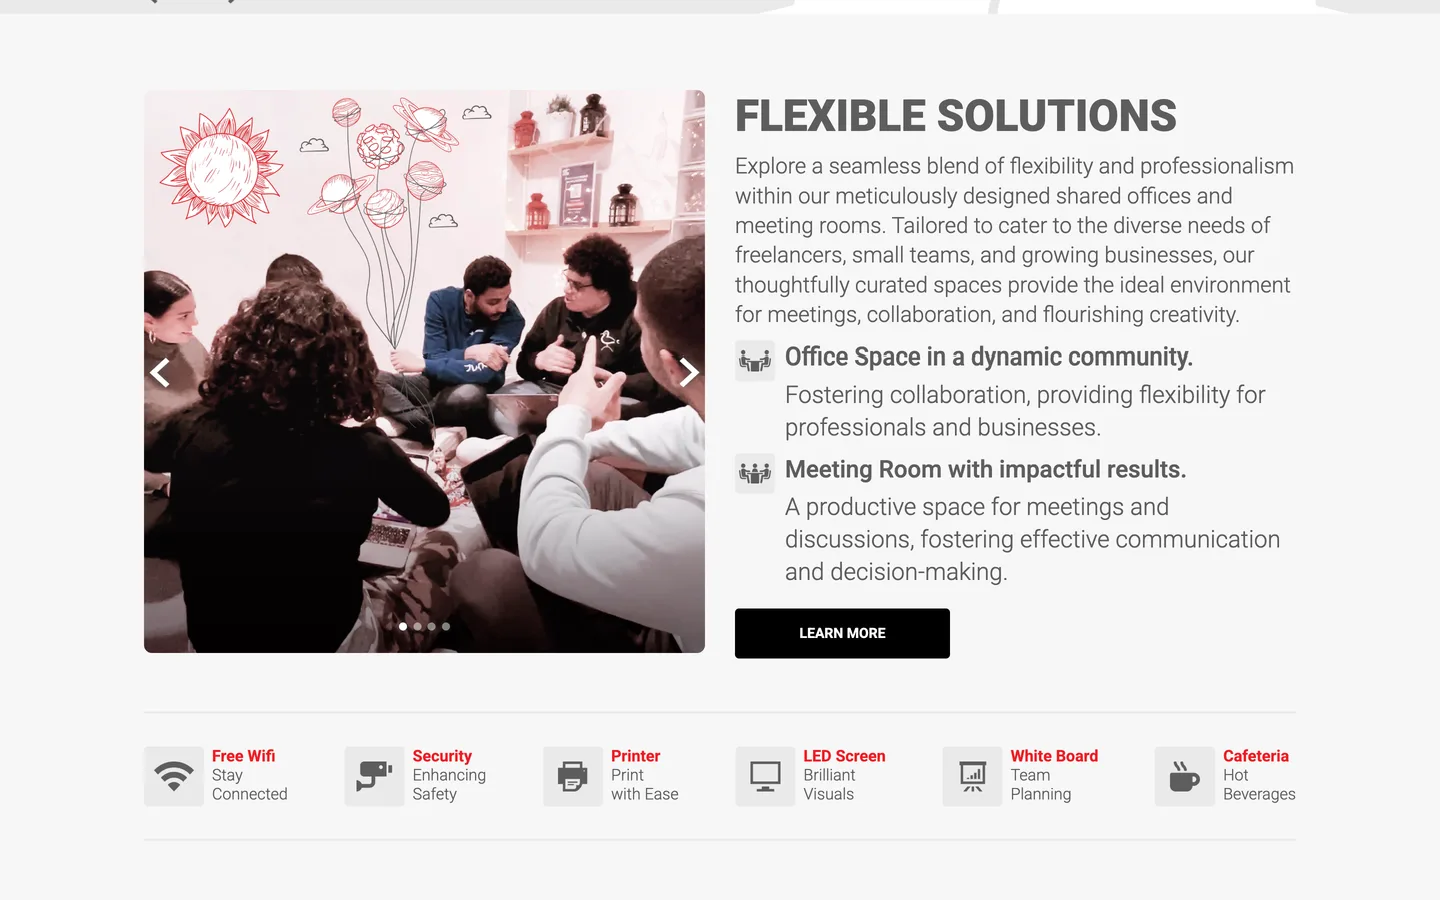 FLEXIBLE SOLUTIONS
Explore a seamless blend of flexibility and professionalism
within our meticulously designed shared offices and
meeting rooms. Tailored to cater to the diverse needs of
freelancers, small teams, and growing businesses, our
thoughtfully curated spaces provide the ideal environment
for meetings, collaboration, and flourishing creativity.
Office Space in a dynamic community.
Fostering collaboration, providing flexibility for
professionals and businesses.
Meeting Room with impactful results.
A productive space for meetings and
discussions, fostering effective communication
and decision-making.
LEARN MORE
Free Wifi
Stay
Connected
Security
Enhancing
Safety
Printer
Print
with Ease
LED Screen
Brilliant
Visuals
White Board
Team
Planning
Cafeteria
Hot
Beverages